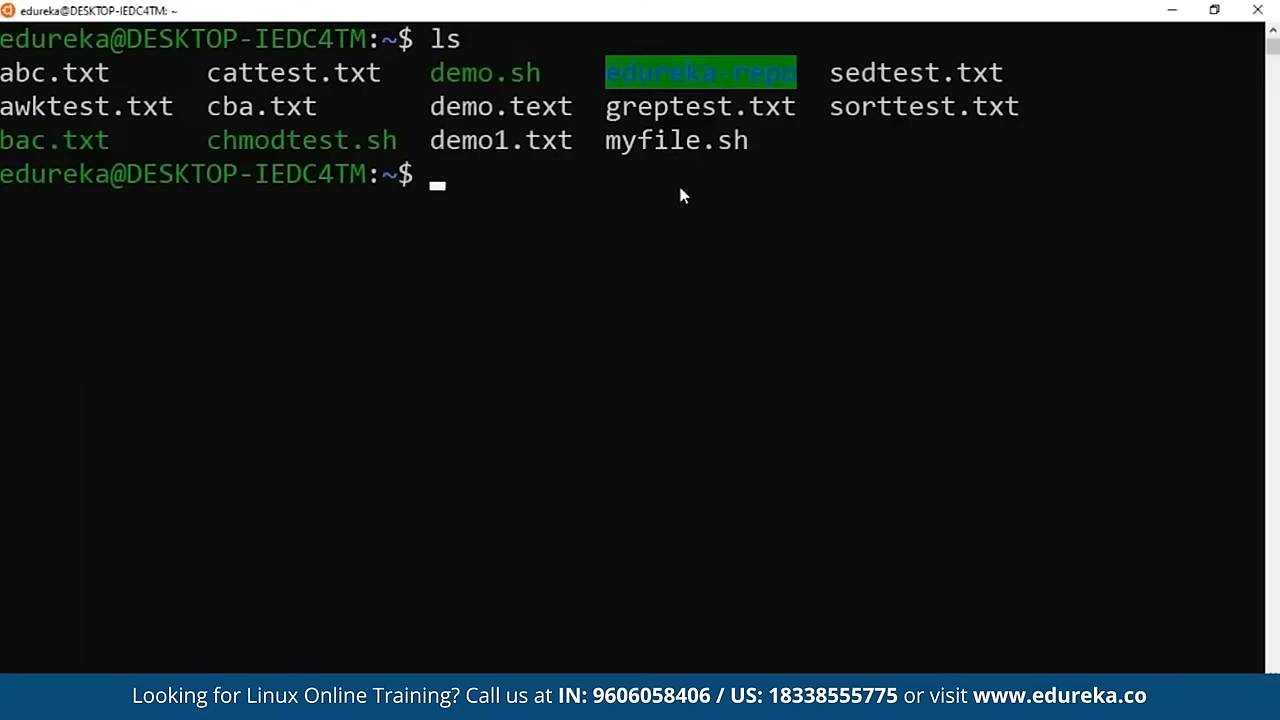 edureka@DESKTOP-IEDC4TM: ~
edureka@DESKTOP-IEDC4TM:~$ ls
abc.txt cattest.txt demo.sh edureka-repo sedtest.txt
awktest.txt cba.txt demo.text greptest.txt sorttest.txt
bac.txt chmodtest.sh demo1.txt myfile.sh
edureka@DESKTOP-IEDC4TM:~$
Looking for Linux Online Training? Call us at IN: 9606058406 / US: 18338555775 or visit www.edureka.co